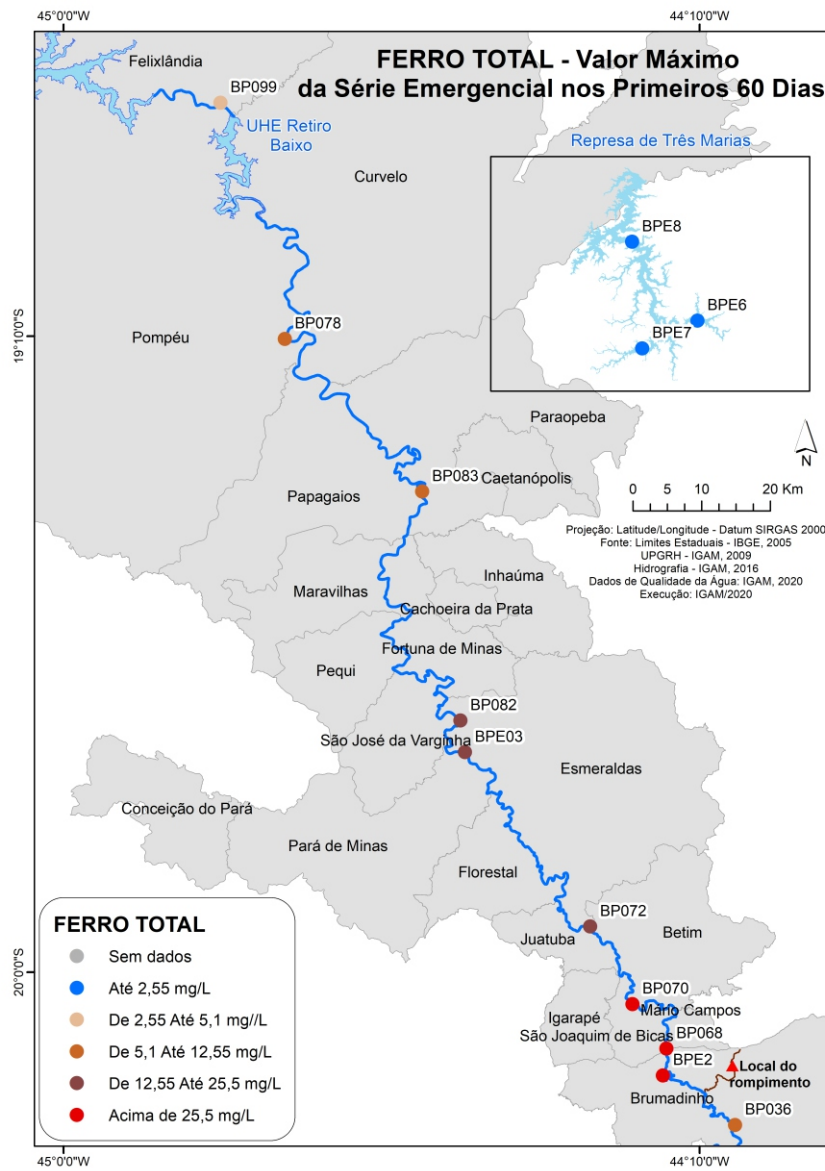 45°0'0"W
44°10'0"W
FERRO TOTAL - Valor Máximo
da Série Emergencial nos Primeiros 60 Dias
Felixlândia
BP099
UHE Retiro
Baixo
Curvelo
Represa de Três Marias
BPE8
BPE6
BPE7
BP078
19°10'0"S
Pompéu
Paraopeba
BP083
Caetanópolis
Papagaios
N
0 5 10 20 Km
Projeção: Latitude/Longitude - Datum SIRGAS 2000
Fonte: Limites Estaduais - IBGE, 2005
UPGRH - IGAM, 2009
Hidrografia - IGAM, 2016
Dados de Qualidade da Água: IGAM, 2020
Execução: IGAM/2020
Inhaúma
Maravilhas
Cachoeira da Prata
Fortuna de Minas
Pequi
BP082
São José da Varginha
BPE03
Esmeraldas
Conceição do Pará
Pará de Minas
Florestal
BP072
Juatuba
Betim
20°0'0"S
BP070
Mário Campos
Igarapé
São Joaquim de Bicas
BP068
BPE2
Local do
rompimento
Brumadinho
BP036
FERRO TOTAL
Sem dados
Até 2,55 mg/L
De 2,55 Até 5,1 mg//L
De 5,1 Até 12,55 mg/L
De 12,55 Até 25,5 mg/L
Acima de 25,5 mg/L
45°0'0"W
44°10'0"W